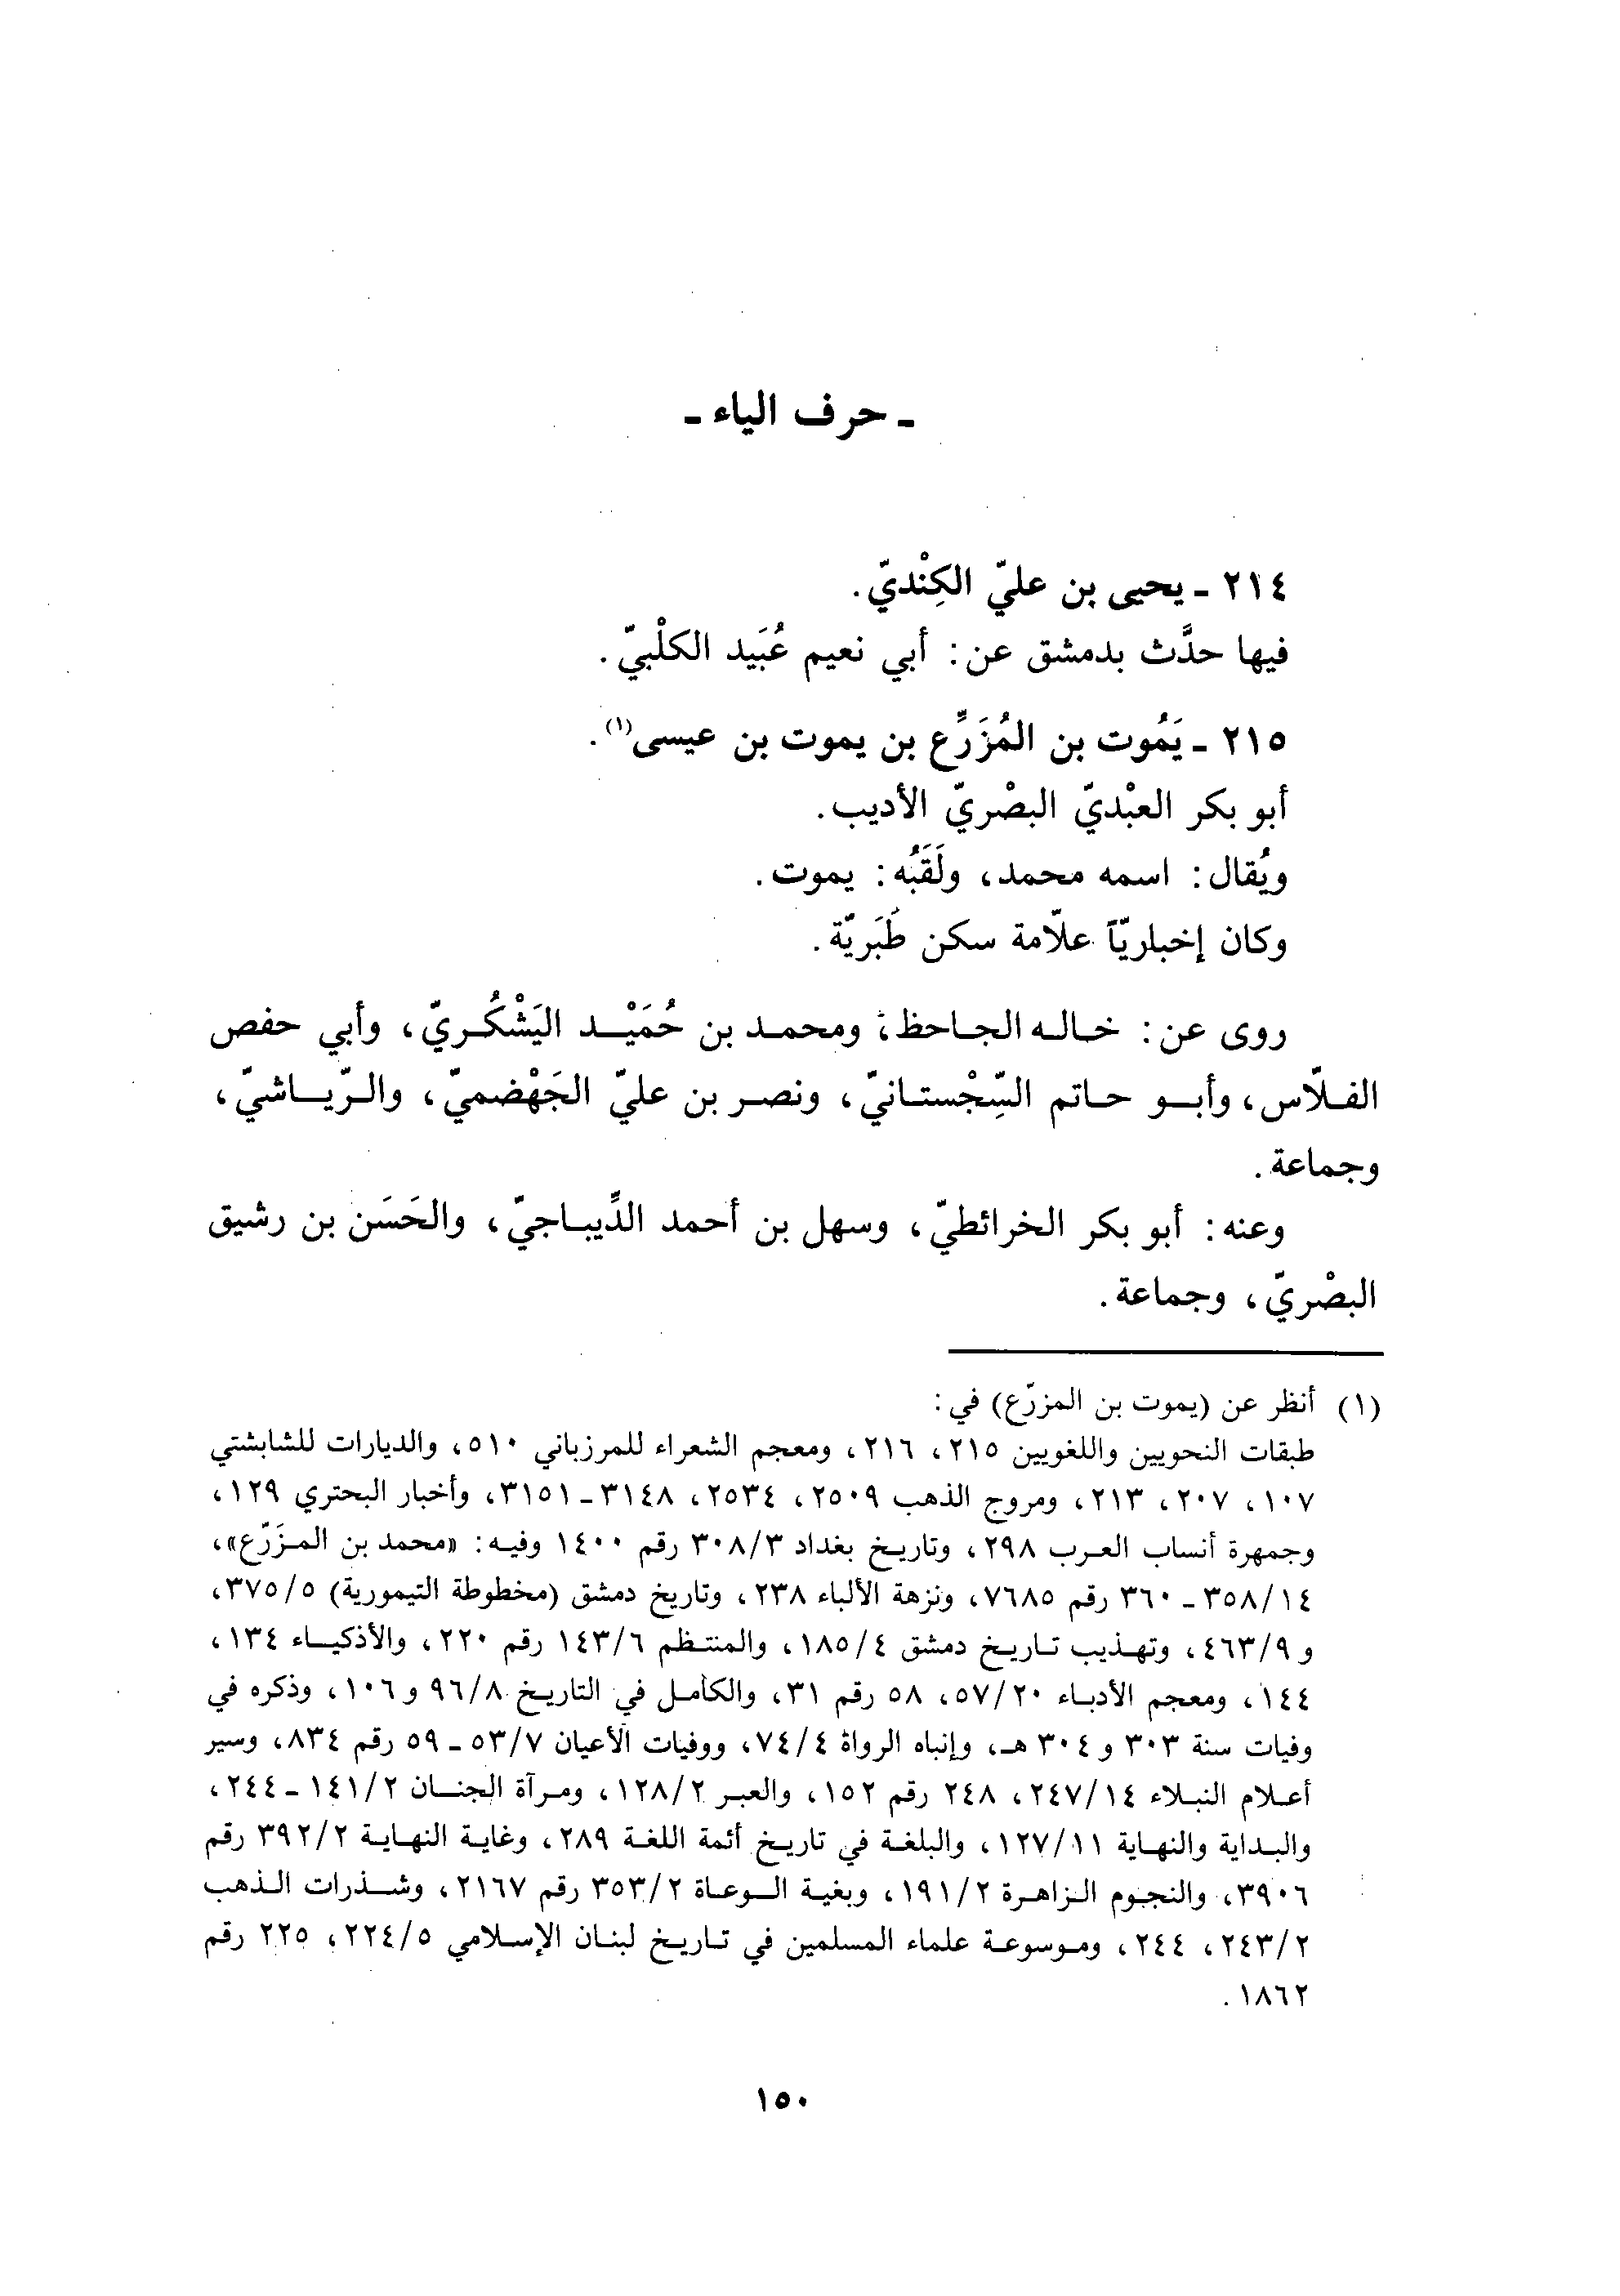 ـ حرف الياء ـ
٢١٤ ـ يحيى بن عليّ الكِنْديّ.
فيها حدَّث بدمشق عن: أبي نعيم عُبَيد الكلْبيّ.
٢١٥ ـ يَمُوت بن المُزَرِّع بن يموت بن عيسى(١).
أبو بكر العبْديّ البصْريّ الأديب.
ويُقال: اسمه محمد، ولَقَبُه: يموت.
وكان إخباريّاً علّامة سكن طَبَريّة.
روى عن: خاله الجاحظ، ومحمد بن حُمَيْد اليَشْكُريّ، وأبي حفص
الفلّاس، وأبو حاتم السِّجْستانيّ، ونصر بن عليّ الجَهْضميّ، والرّياشيّ،
وجماعة.
وعنه: أبو بكر الخرائطيّ، وسهل بن أحمد الدِّيباجيّ، والحَسَن بن رشيق
البصْريّ، وجماعة.
(١) أنظر عن (يموت بن المزرّع) في:
طبقات النحويين واللغويين ٢١٥، ٢١٦، ومعجم الشعراء للمرزباني ٥١٠، والديارات للشابشتي
١٠٧، ٢٠٧، ٢١٣، ومروج الذهب ٢٥٠٩، ٢٥٣٤، ٣١٤٨ـ٣١٥١، وأخبار البحتري ١٢٩،
وجمهرة أنساب العرب ٢٩٨، وتاريخ بغداد ٣٠٨/٣ رقم ١٤٠٠ وفيه: «محمد بن المزَرّع»،
٣٥٨/١٤ ـ ٣٦٠ رقم ٧٦٨٥، ونزهة الألباء ٢٣٨، وتاريخ دمشق (مخطوطة التيمورية) ٣٧٥/٥،
و ٤٦٣/٩، وتهذيب تاريخ دمشق ١٨٥/٤، والمنتظم ١٤٣/٦ رقم ٢٢٠، والأذكياء ١٣٤،
١٤٤، ومعجم الأدباء ٥٧/٢٠، ٥٨ رقم ٣١، والكامل في التاريخ ٩٦/٨ و ١٠٦، وذكره في
وفيات سنة ٣٠٣ و ٣٠٤ هـ، وإنباه الرواة ٧٤/٤، ووفيات الأعيان ٥٣/٧ ـ ٥٩ رقم ٨٣٤، وسير
أعلام النبلاء ٢٤٧/١٤، ٢٤٨ رقم ١٥٢، والعبر ١٢٨/٢، ومرآة الجنان ١٤١/٢ ـ ٢٤٤،
والبداية والنهاية ١٢٧/١١، والبلغة في تاريخ أئمة اللغة ٢٨٩، وغاية النهاية ٣٩٢/٢ رقم
٣٩٠٦، والنجوم الزاهرة ١٩١/٢، وبغية الوعاة ٣٥٣/٢ رقم ٢١٦٧، وشذرات الذهب
٢٤٣/٢، ٢٤٤، وموسوعة علماء المسلمين في تاريخ لبنان الإسلامي ٢٢٤/٥، ٢٢٥ رقم
١٨٦٢.
١٥٠